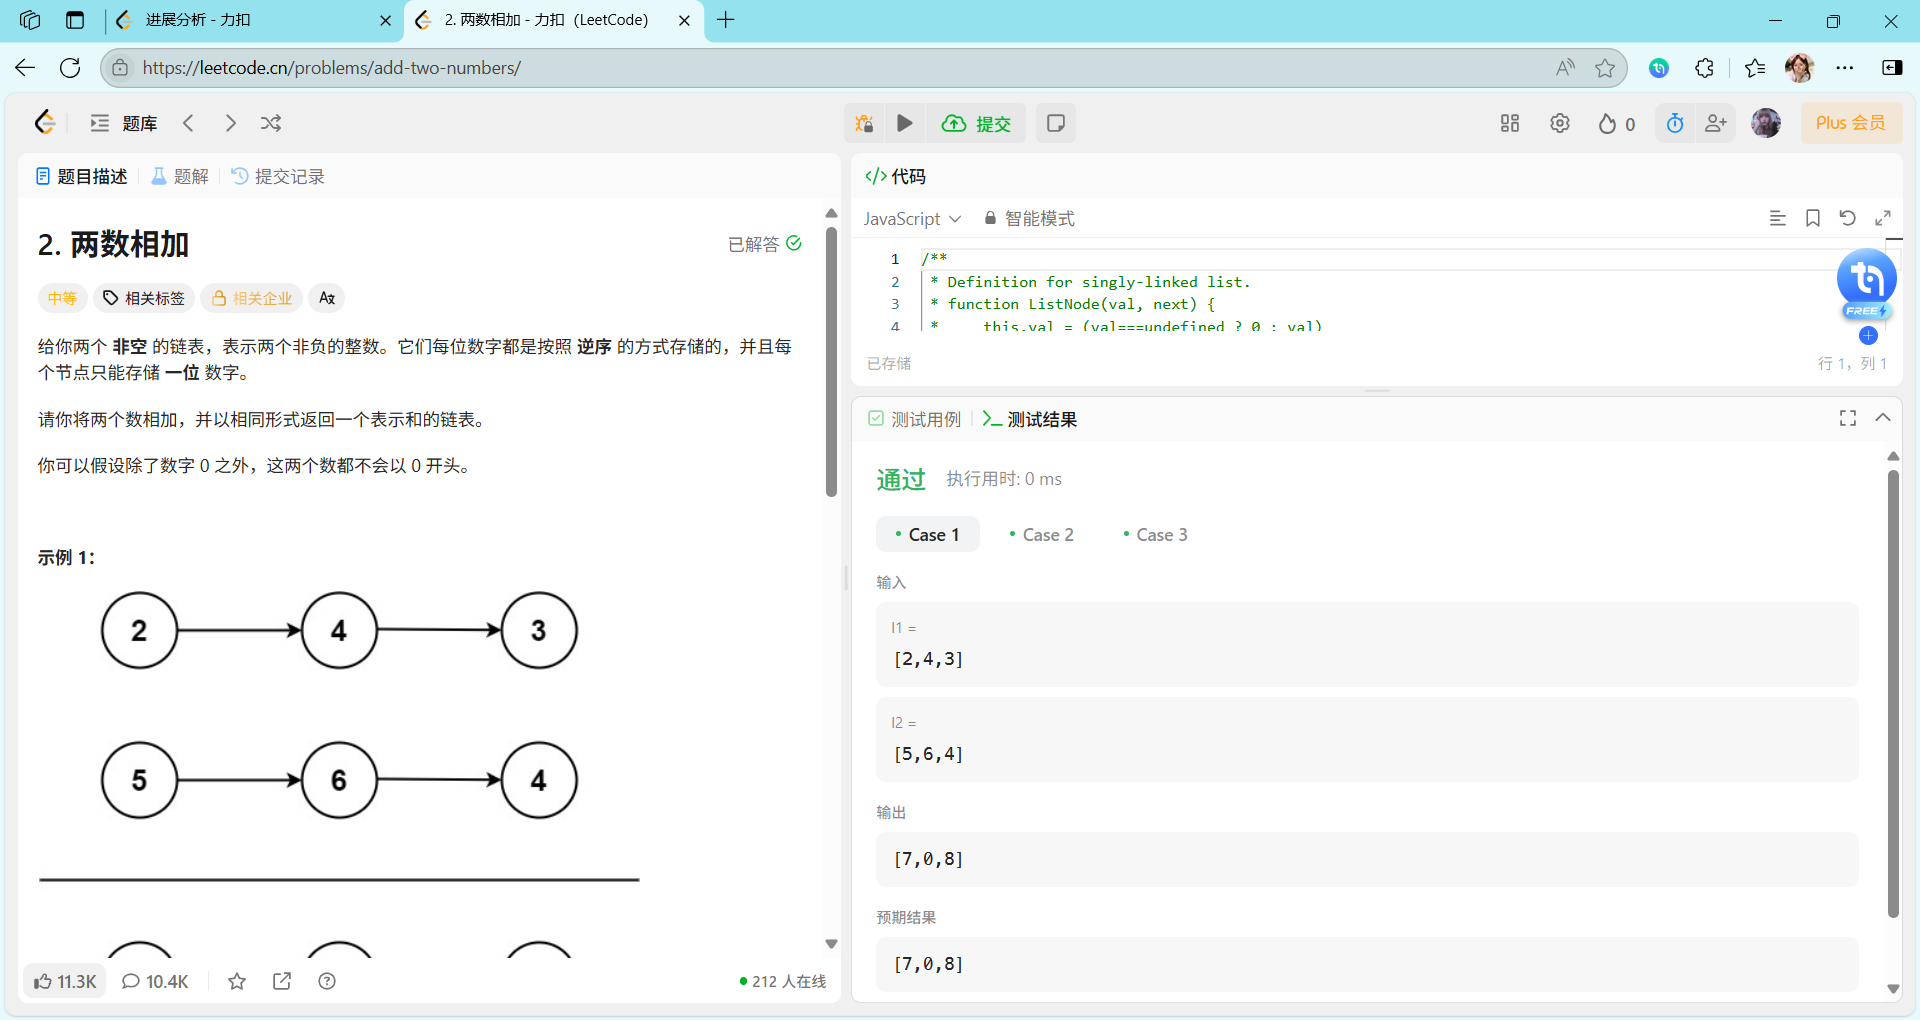 进展分析 - 力扣
2. 两数相加 - 力扣（LeetCode）
https://leetcode.cn/problems/add-two-numbers/
题库
提交
0
Plus 会员
题目描述
题解
提交记录
2. 两数相加
已解答
中等
相关标签
相关企业
给你两个 非空 的链表，表示两个非负的整数。它们每位数字都是按照 逆序 的方式存储的，并且每
个节点只能存储 一位 数字。
请你将两个数相加，并以相同形式返回一个表示和的链表。
你可以假设除了数字 0 之外，这两个数都不会以 0 开头。
示例 1：
2 4 3
5 6 4
11.3K
10.4K
212 人在线
代码
JavaScript
智能模式
1 /**
2 * Definition for singly-linked list.
3 * function ListNode(val, next) {
4 *     this.val = (val===undefined ? 0 : val)
FREE
已存储
行 1，列 1
测试用例
测试结果
通过
执行用时: 0 ms
Case 1
Case 2
Case 3
输入
l1 =
[2,4,3]
l2 =
[5,6,4]
输出
[7,0,8]
预期结果
[7,0,8]